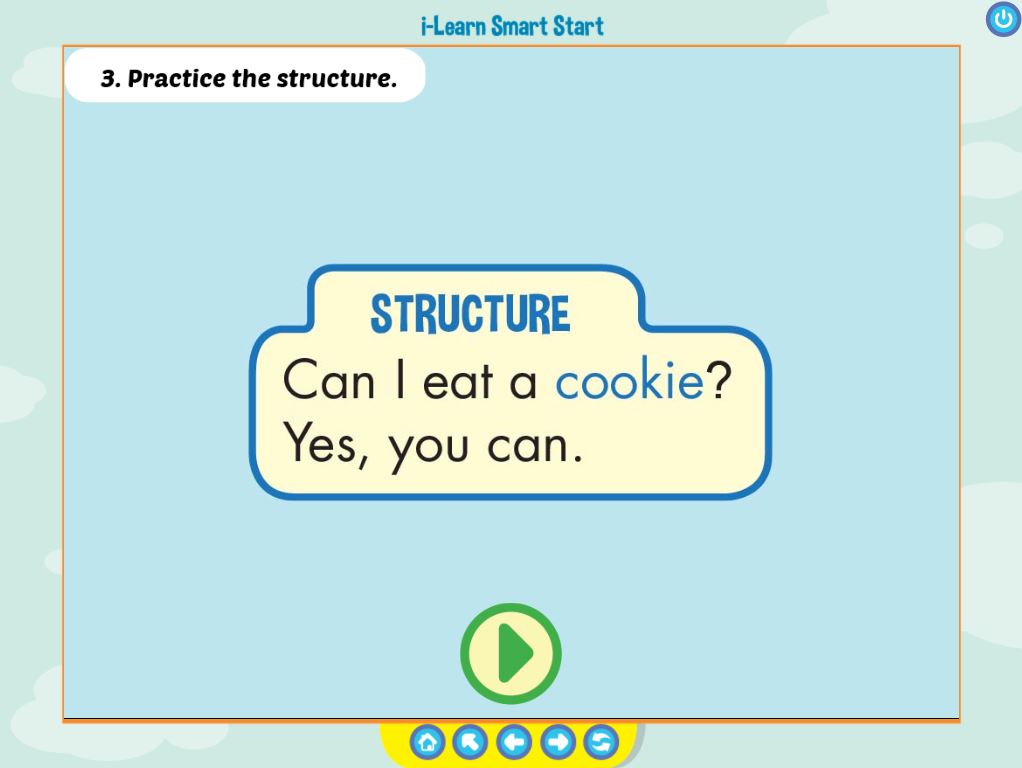 i-Learn Smart Start
3. Practice the structure.
STRUCTURE
Can I eat a cookie?
Yes, you can.